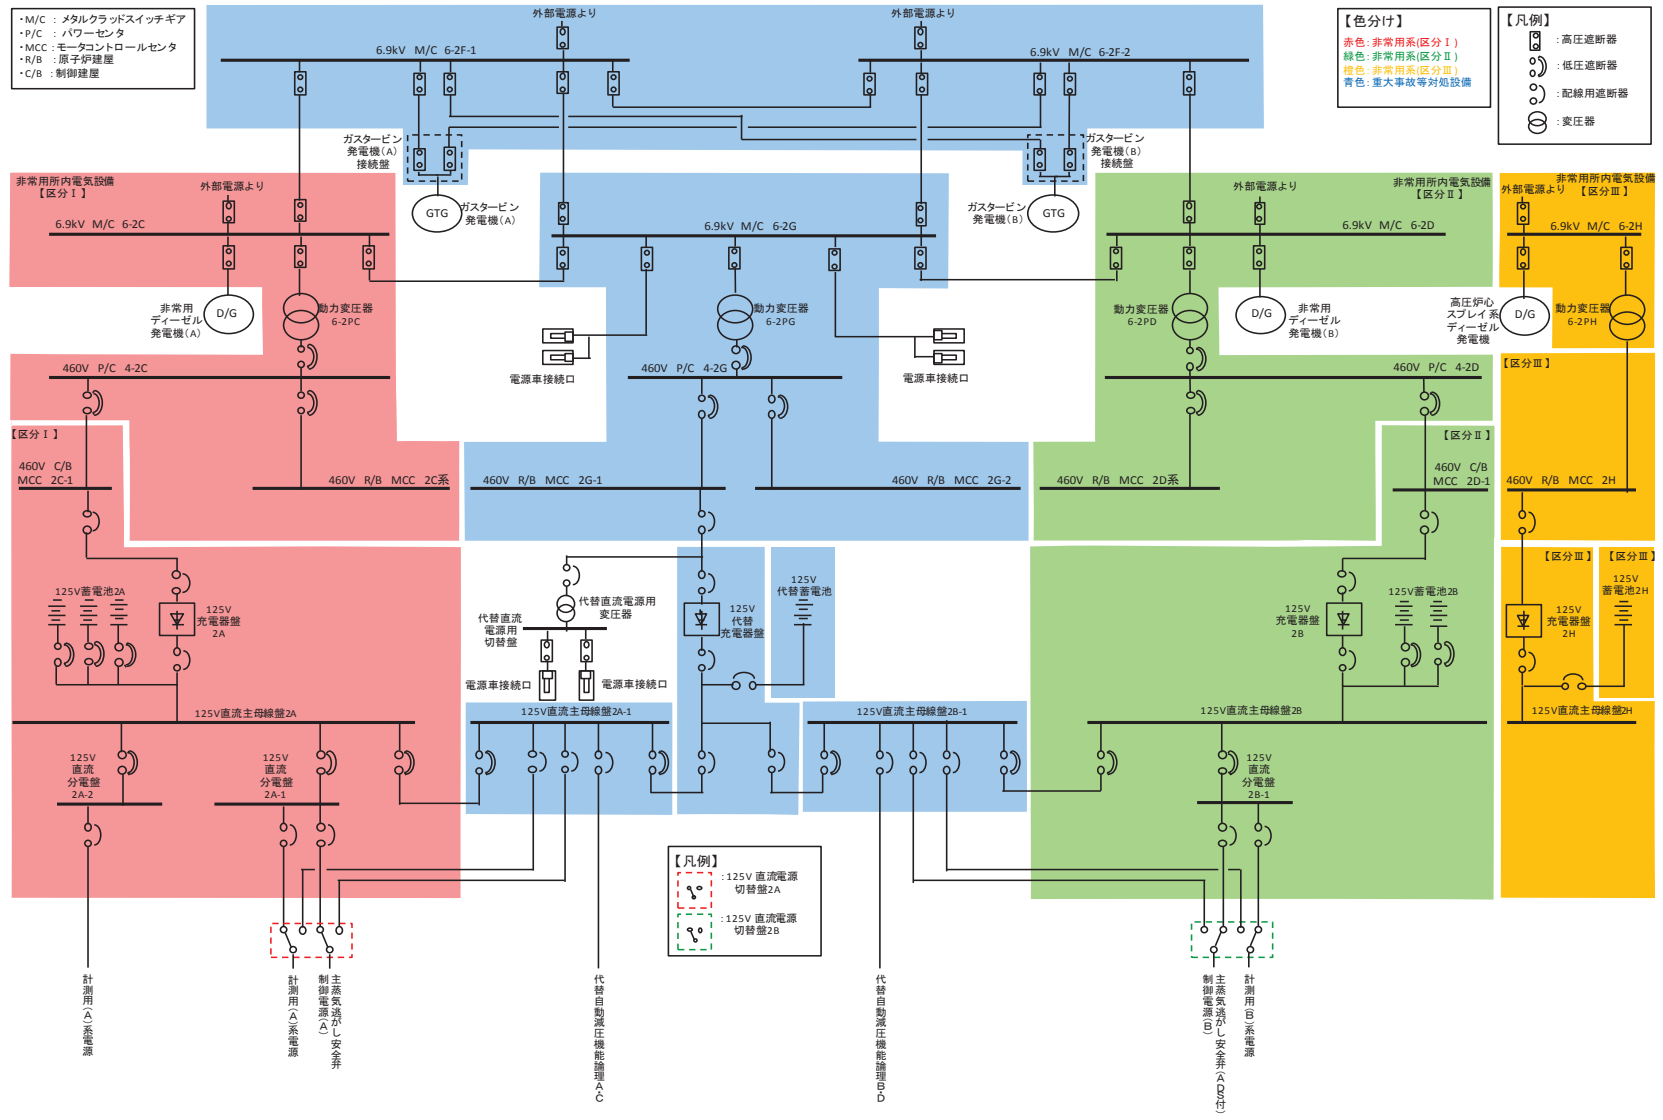 ・M/C ： メタルクラッドスイッチギア
・P/C ： パワーセンタ
・MCC ：モータコントロールセンタ
・R/B ：原子炉建屋
・C/B ：制御建屋
外部電源より
外部電源より
6.9kV M/C 6-2F-1
6.9kV M/C 6-2F-2
【色分け】
赤色：非常用系(区分Ⅰ)
緑色：非常用系(区分Ⅱ)
橙色：非常用系(区分Ⅲ)
青色：重大事故等対処設備
【凡例】
：高圧遮断器
：低圧遮断器
：配線用遮断器
：変圧器
ガスタービン
発電機(A)
接続盤
ガスタービン
発電機(B)
接続盤
GTG
ガスタービン
発電機(A)
ガスタービン
発電機(B)
GTG
非常用所内電気設備
【区分Ⅰ】
外部電源より
6.9kV M/C 6-2C
6.9kV M/C 6-2G
外部電源より
非常用所内電気設備
【区分Ⅱ】
6.9kV M/C 6-2D
非常用所内電気設備
【区分Ⅲ】
外部電源より
6.9kV M/C 6-2H
非常用
ディーゼル
発電機(A)
D/G
動力変圧器
6-2PC
動力変圧器
6-2PG
動力変圧器
6-2PD
D/G
非常用
ディーゼル
発電機(B)
高圧炉心
スプレイ系
ディーゼル
発電機
D/G
動力変圧器
6-2PH
電源車接続口
電源車接続口
460V P/C 4-2C
460V P/C 4-2G
460V P/C 4-2D
【区分Ⅲ】
【区分Ⅰ】
460V C/B
MCC 2C-1
460V R/B MCC 2C系
460V R/B MCC 2G-1
460V R/B MCC 2G-2
460V R/B MCC 2D系
【区分Ⅱ】
460V C/B
MCC 2D-1
460V R/B MCC 2H
125V蓄電池2A
125V
充電器盤
2A
代替直流電源用
変圧器
代替直流
電源用
切替盤
電源車接続口
電源車接続口
125V
代替
充電器盤
125V
代替蓄電池
125V
充電器盤
2B
125V蓄電池2B
【区分Ⅲ】
【区分Ⅲ】
125V
充電器盤
2H
125V
蓄電池2H
125V直流主母線盤2A
125V直流主母線盤2A-1
125V直流主母線盤2B-1
125V直流主母線盤2B
125V直流主母線盤2H
125V
直流
分電盤
2A-2
125V
直流
分電盤
2A-1
125V
直流
分電盤
2B-1
【凡例】
：125V 直流電源
切替盤2A
：125V 直流電源
切替盤2B
計測用(A)系電源
計測用(A)系電源
主蒸気逃がし安全弁
制御電源(A)
代替自動減圧機能論理A・C
代替自動減圧機能論理B・D
主蒸気逃がし安全弁(ADS付)
制御電源(B)
計測用(B)系電源